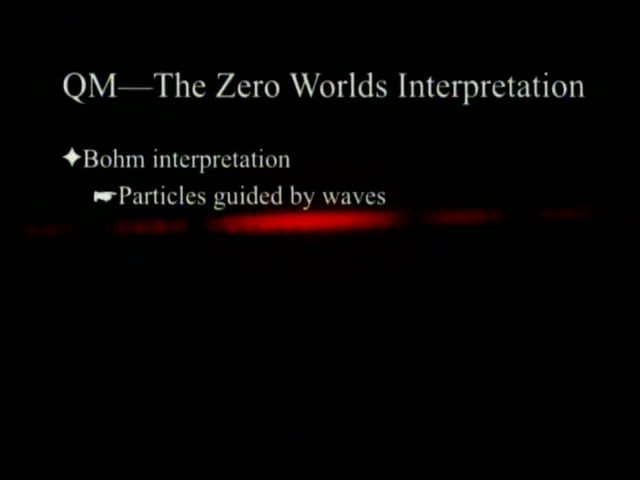 QM—The Zero Worlds Interpretation
Bohm interpretation
Particles guided by waves